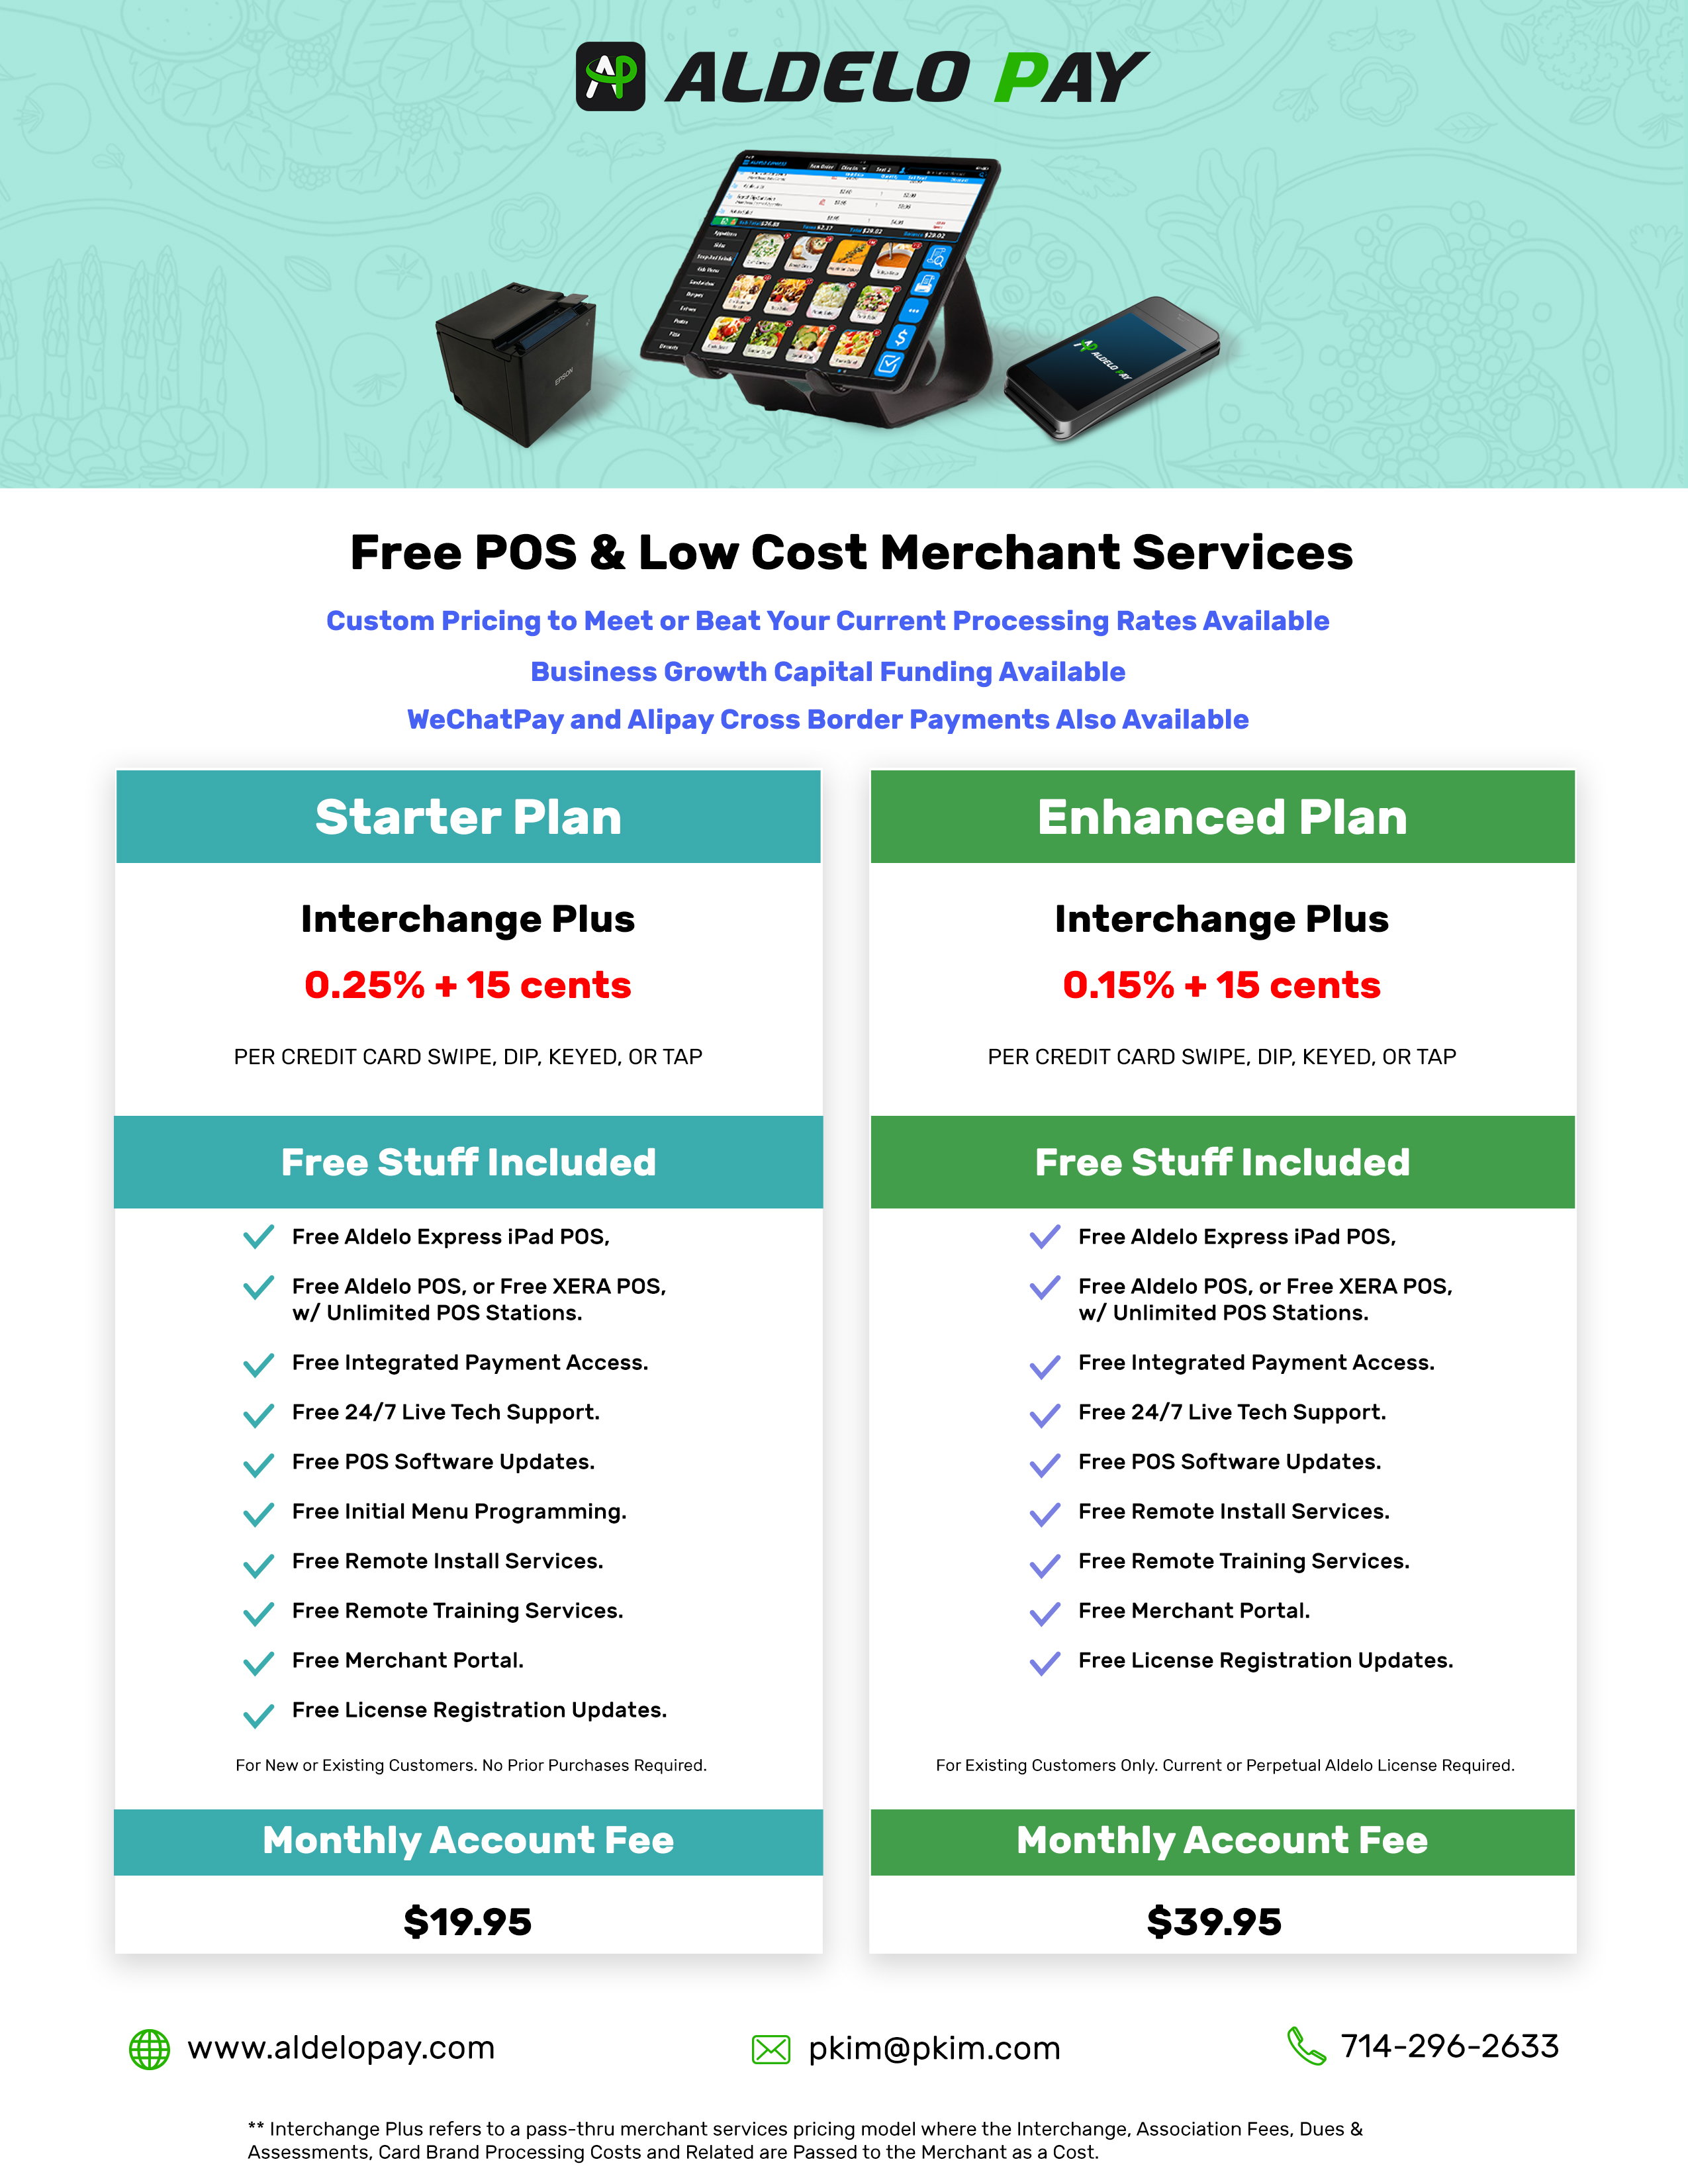 AP ALDELO PAY
EPSON
ALDELO PAY
Free POS & Low Cost Merchant Services
Custom Pricing to Meet or Beat Your Current Processing Rates Available
Business Growth Capital Funding Available
WeChatPay and Alipay Cross Border Payments Also Available
Starter Plan
Interchange Plus
0.25% + 15 cents
PER CREDIT CARD SWIPE, DIP, KEYED, OR TAP
Free Stuff Included
Free Aldelo Express iPad POS,
Free Aldelo POS, or Free XERA POS,
w/ Unlimited POS Stations.
Free Integrated Payment Access.
Free 24/7 Live Tech Support.
Free POS Software Updates.
Free Initial Menu Programming.
Free Remote Install Services.
Free Remote Training Services.
Free Merchant Portal.
Free License Registration Updates.
For New or Existing Customers. No Prior Purchases Required.
Monthly Account Fee
$19.95
Enhanced Plan
Interchange Plus
0.15% + 15 cents
PER CREDIT CARD SWIPE, DIP, KEYED, OR TAP
Free Stuff Included
Free Aldelo Express iPad POS,
Free Aldelo POS, or Free XERA POS,
w/ Unlimited POS Stations.
Free Integrated Payment Access.
Free 24/7 Live Tech Support.
Free POS Software Updates.
Free Remote Install Services.
Free Remote Training Services.
Free Merchant Portal.
Free License Registration Updates.
For Existing Customers Only. Current or Perpetual Aldelo License Required.
Monthly Account Fee
$39.95
www.aldelopay.com
pkim@pkim.com
714-296-2633
** Interchange Plus refers to a pass-thru merchant services pricing model where the Interchange, Association Fees, Dues &
Assessments, Card Brand Processing Costs and Related are Passed to the Merchant as a Cost.